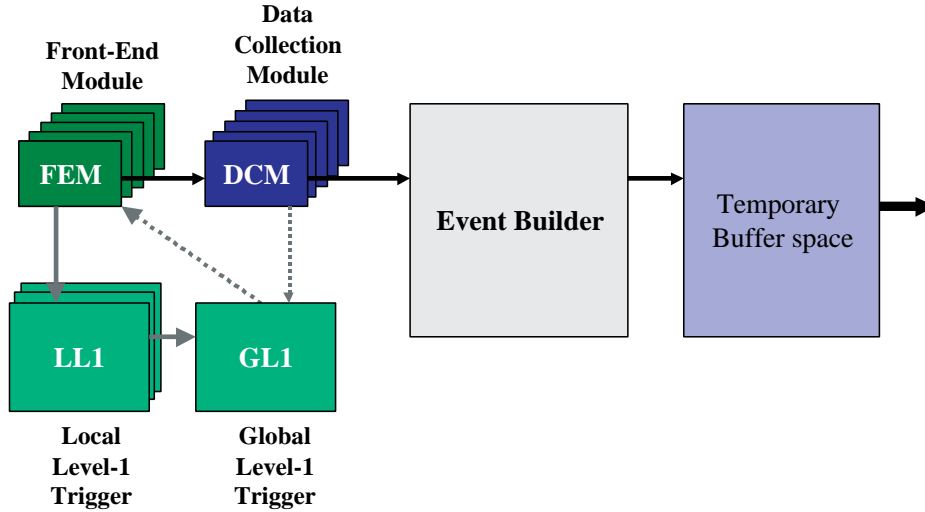 Front-End
Module
Data
Collection
Module
FEM
DCM
Event Builder
Temporary
Buffer space
LL1
GL1
Local
Level-1
Trigger
Global
Level-1
Trigger